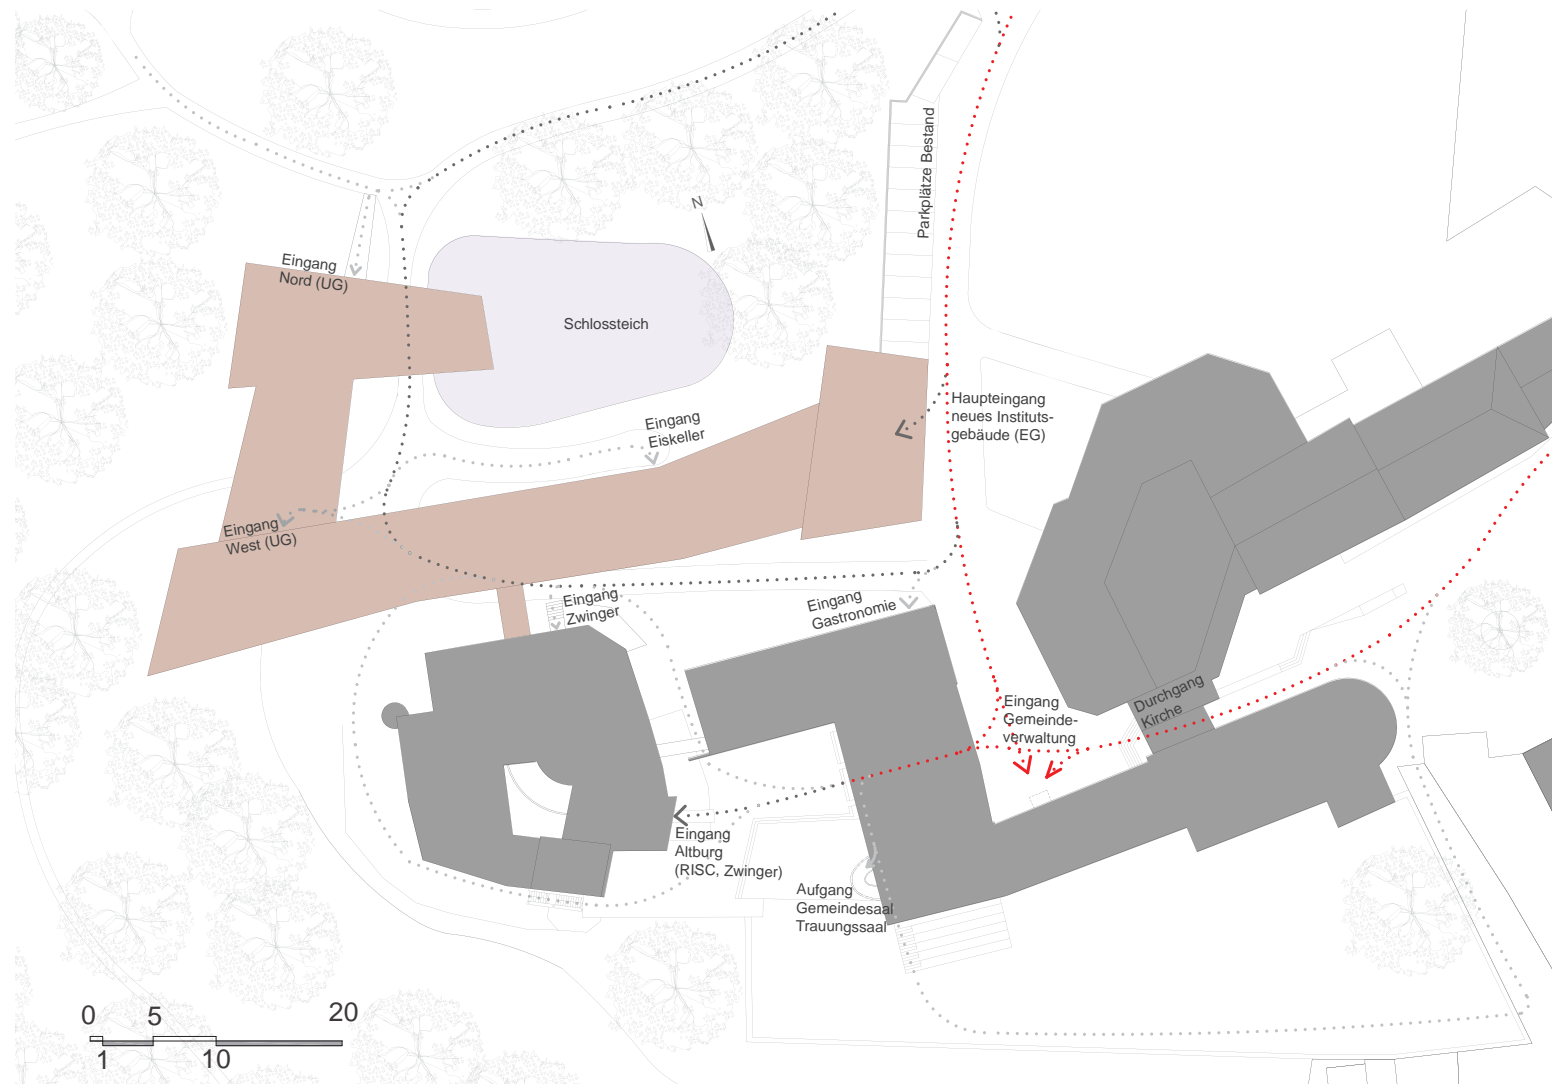 Parkplätze Bestand
N
Eingang
Nord (UG)
Schlossteich
Haupteingang
neues Instituts-
gebäude (EG)
Eingang
Eiskeller
Eingang
West (UG)
Eingang
Zwinger
Eingang
Gastronomie
Eingang
Gemeinde-
verwaltung
Durchgang
Kirche
Eingang
Altburg
(RISC, Zwinger)
Aufgang
Gemeindesaal
Trauungssaal
0 5 20
1 10